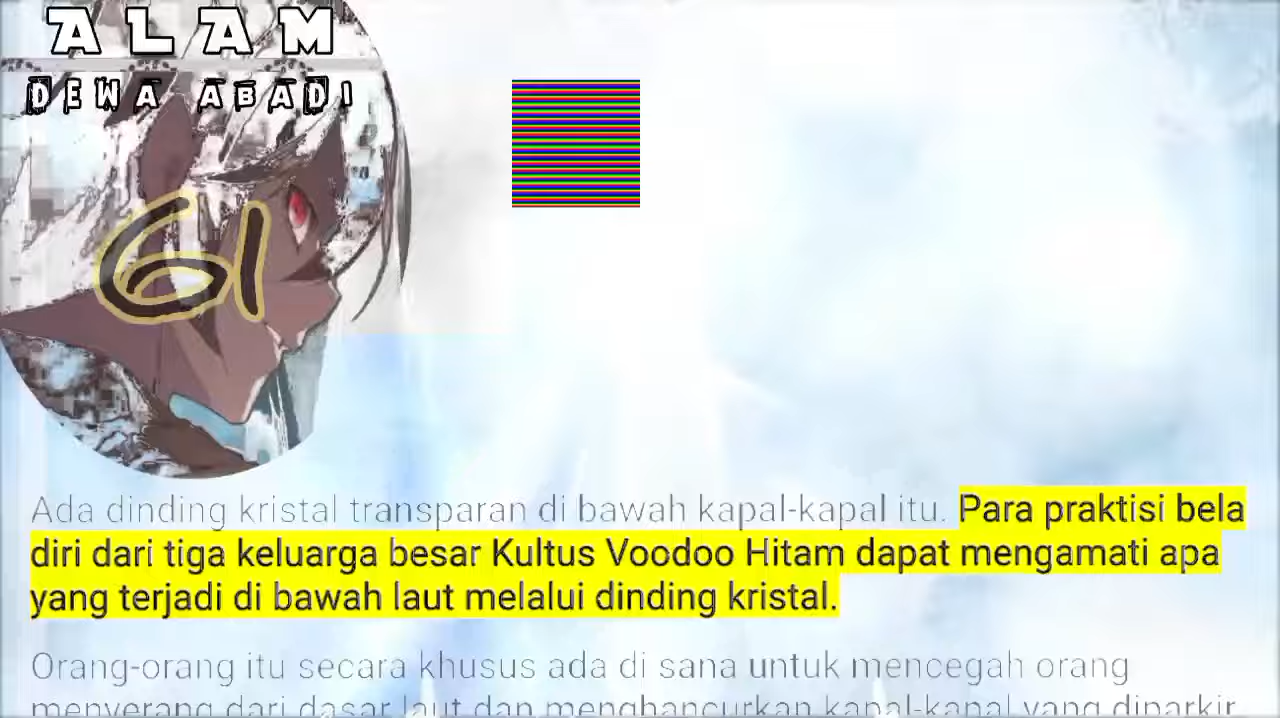 ALAM
DEWA ABADI
61
Ada dinding kristal transparan di bawah kapal-kapal itu. Para praktisi bela
diri dari tiga keluarga besar Kultus Voodoo Hitam dapat mengamati apa
yang terjadi di bawah laut melalui dinding kristal.
Orang-orang itu secara khusus ada di sana untuk mencegah orang
menyerang dari dasar laut dan menghancurkan kapal-kapal yang diparkir